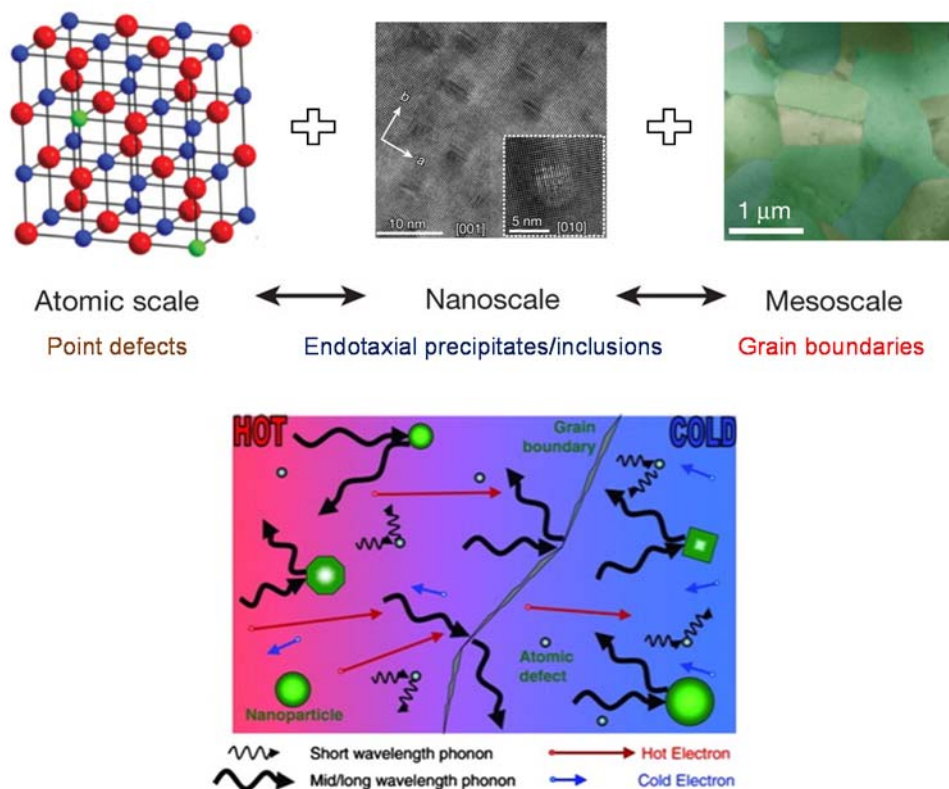 b
a
10 nm
[001]
5 nm
[010]
1 μm
Atomic scale
Nanoscale
Mesoscale
Point defects
Endotaxial precipitates/inclusions
Grain boundaries
HOT
Grain
boundary
COLD
Atomic
defect
Nanoparticle
Short wavelength phonon
Hot Electron
Mid/long wavelength phonon
Cold Electron